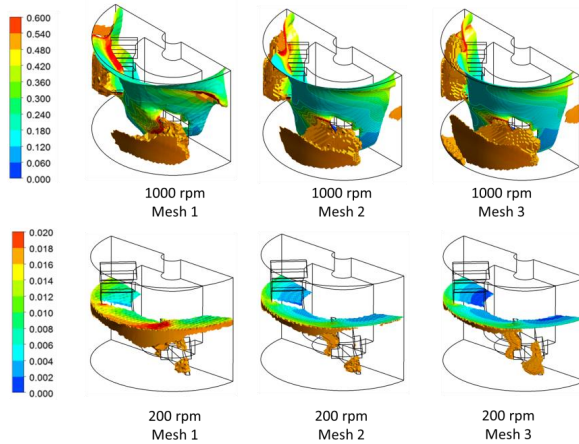 0.600
0.540
0.480
0.420
0.360
0.300
0.240
0.180
0.120
0.060
0.000
1000 rpm
Mesh 1
1000 rpm
Mesh 2
1000 rpm
Mesh 3
0.020
0.018
0.016
0.014
0.012
0.010
0.008
0.006
0.004
0.002
0.000
200 rpm
Mesh 1
200 rpm
Mesh 2
200 rpm
Mesh 3